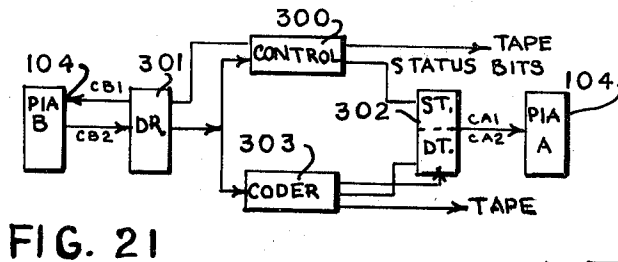 300
CONTROL
TAPE
STATUS BITS
104
301
PIA
B
CB1
CB2
DR.
302
ST.
DT.
CA1
CA2
104
PIA
A
303
CODER
TAPE
FIG. 21